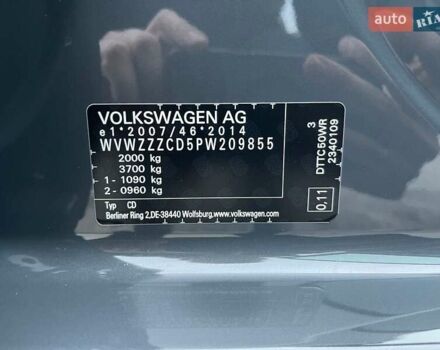 auto RIA
VOLKSWAGEN AG
e1*2007/46*2014
WVWZZZCD5PW209855
2000 kg
3700 kg
1 - 1090 kg
2 - 0960 kg
Typ CD
Berliner Ring 2,DE-38440 Wolfsburg,www.volkswagen.com
0.11
3
DTTC50WR
2340109